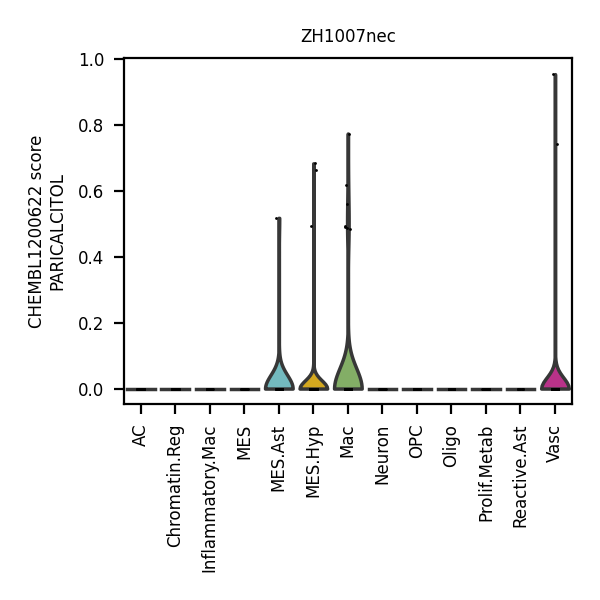 ZH1007nec
CHEMBL1200622 score
PARICALCITOL
1.0
0.8
0.6
0.4
0.2
0.0
AC
Chromatin.Reg
Inflammatory.Mac
MES
MES.Ast
MES.Hyp
Mac
Neuron
OPC
Oligo
Prolif.Metab
Reactive.Ast
Vasc